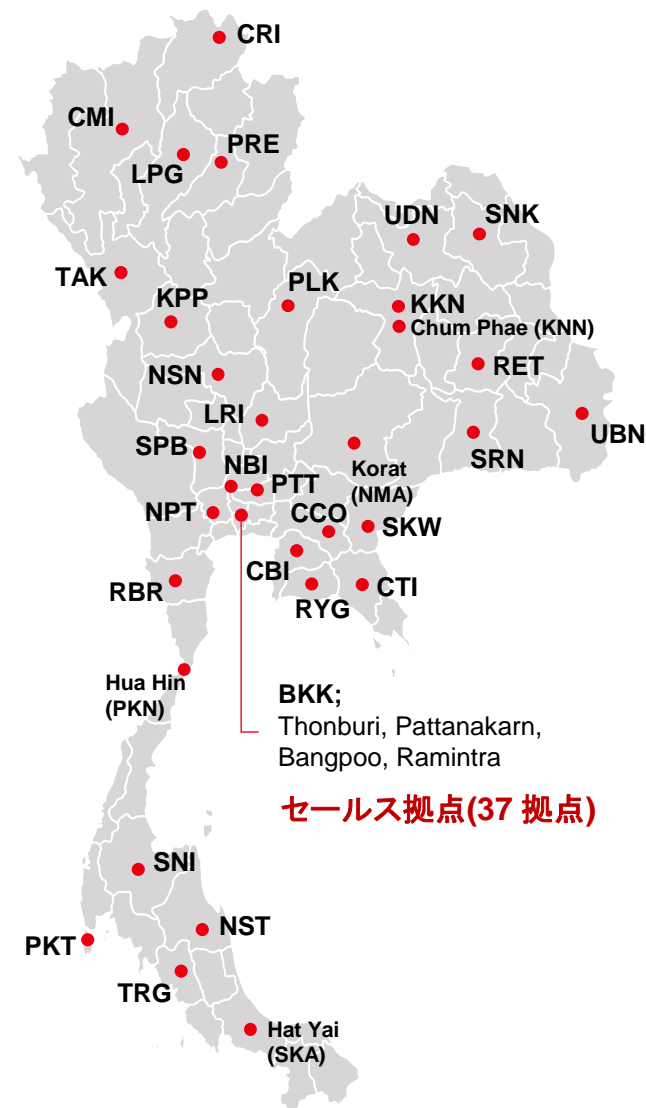 CRI
CMI
PRE
LPG
UDN
SNK
TAK
PLK
KPP
KKN
Chum Phae (KNN)
NSN
RET
LRI
UBN
SPB
SRN
NBI
Korat
(NMA)
PTT
NPT
CCO
SKW
CBI
CTI
RBR
RYG
Hua Hin
(PKN)
BKK;
Thonburi, Pattanakarn,
Bangpoo, Ramintra
セールス拠点(37 拠点)
SNI
NST
PKT
TRG
Hat Yai
(SKA)